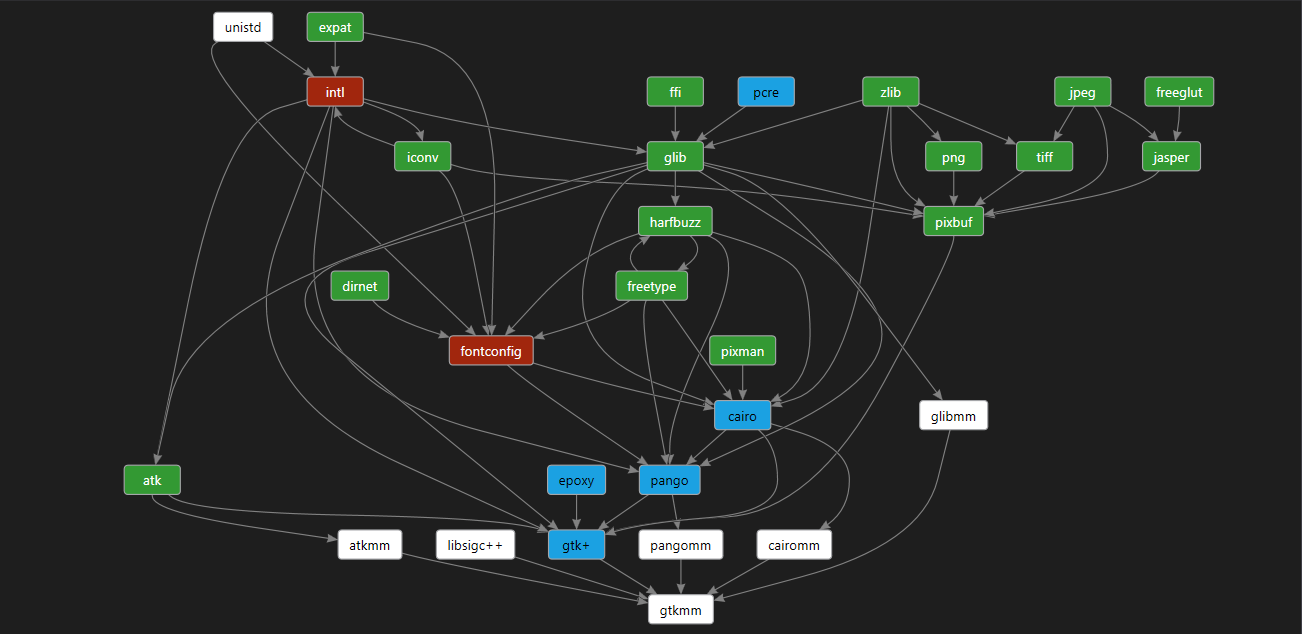 unistd
expat
intl
ffi
pcre
zlib
jpeg
freeglut
iconv
glib
png
tiff
jasper
harfbuzz
pixbuf
dirnet
freetype
fontconfig
pixman
cairo
glibmm
atk
epoxy
pango
atkmm
libsigc++
gtk+
pangomm
cairomm
gtkmm